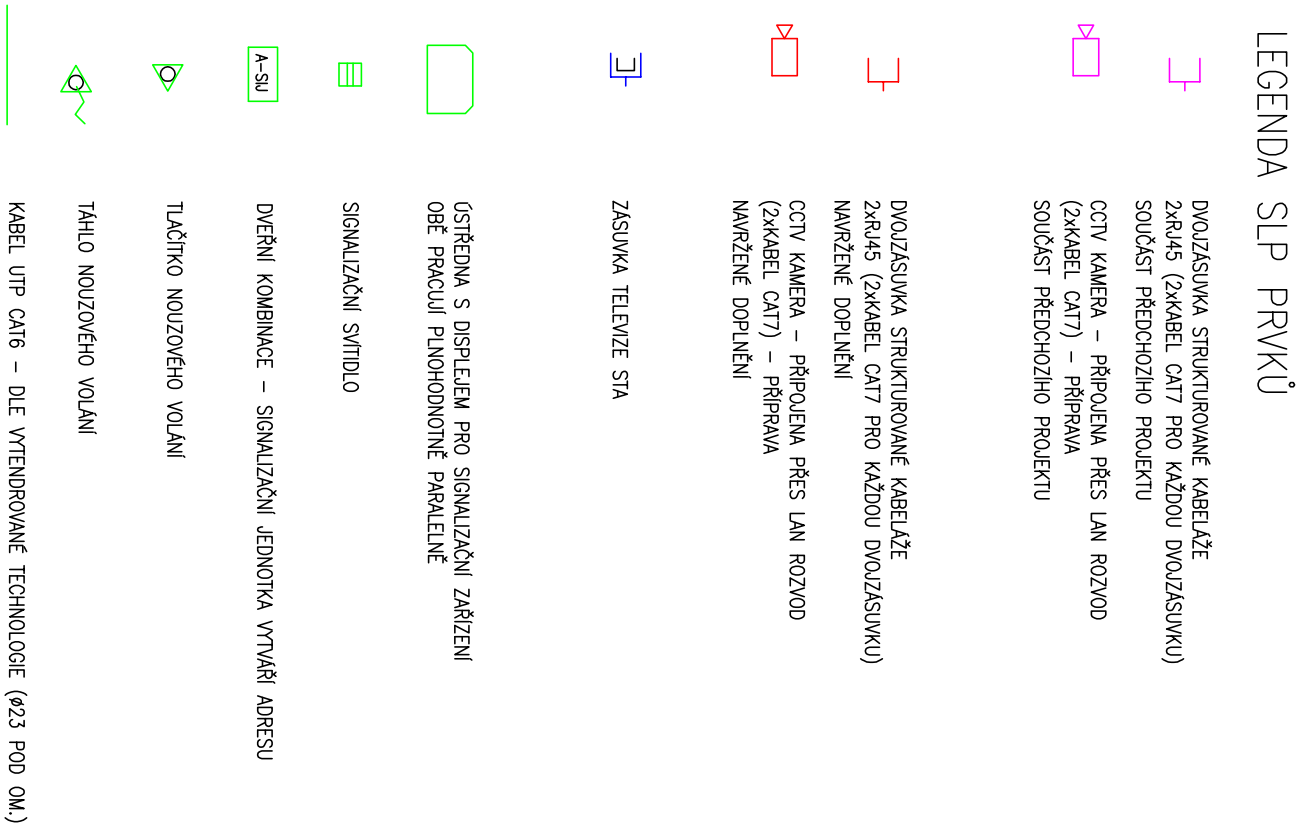 LEGENDA SLP PRVKŮ
DVOJZÁSUVKA STRUKTUROVANÉ KABELÁŽE
2xRJ45 (2xKABEL CAT7 PRO KAŽDOU DVOJZÁSUVKU)
SOUČÁST PŘEDCHOZÍHO PROJEKTU
CCTV KAMERA – PŘIPOJENA PŘES LAN ROZVOD
(2xKABEL CAT7) – PŘÍPRAVA
SOUČÁST PŘEDCHOZÍHO PROJEKTU
DVOJZÁSUVKA STRUKTUROVANÉ KABELÁŽE
2xRJ45 (2xKABEL CAT7 PRO KAŽDOU DVOJZÁSUVKU)
NAVRŽENÉ DOPLNĚNÍ
CCTV KAMERA – PŘIPOJENA PŘES LAN ROZVOD
(2xKABEL CAT7) – PŘÍPRAVA
NAVRŽENÉ DOPLNĚNÍ
ZÁSUVKA TELEVIZE STA
ÚSTŘEDNA S DISPLEJEM PRO SIGNALIZAČNÍ ZAŘÍZENÍ
OBĚ PRACUJÍ PLNOHODNOTNĚ PARALELNĚ
SIGNALIZAČNÍ SVÍTIDLO
A–SIJ
DVEŘNÍ KOMBINACE – SIGNALIZAČNÍ JEDNOTKA VYTVÁŘÍ ADRESU
TLAČÍTKO NOUZOVÉHO VOLÁNÍ
TÁHLO NOUZOVÉHO VOLÁNÍ
KABEL UTP CAT6 – DLE VYTENDROVANÉ TECHNOLOGIE (ø23 POD OM.)